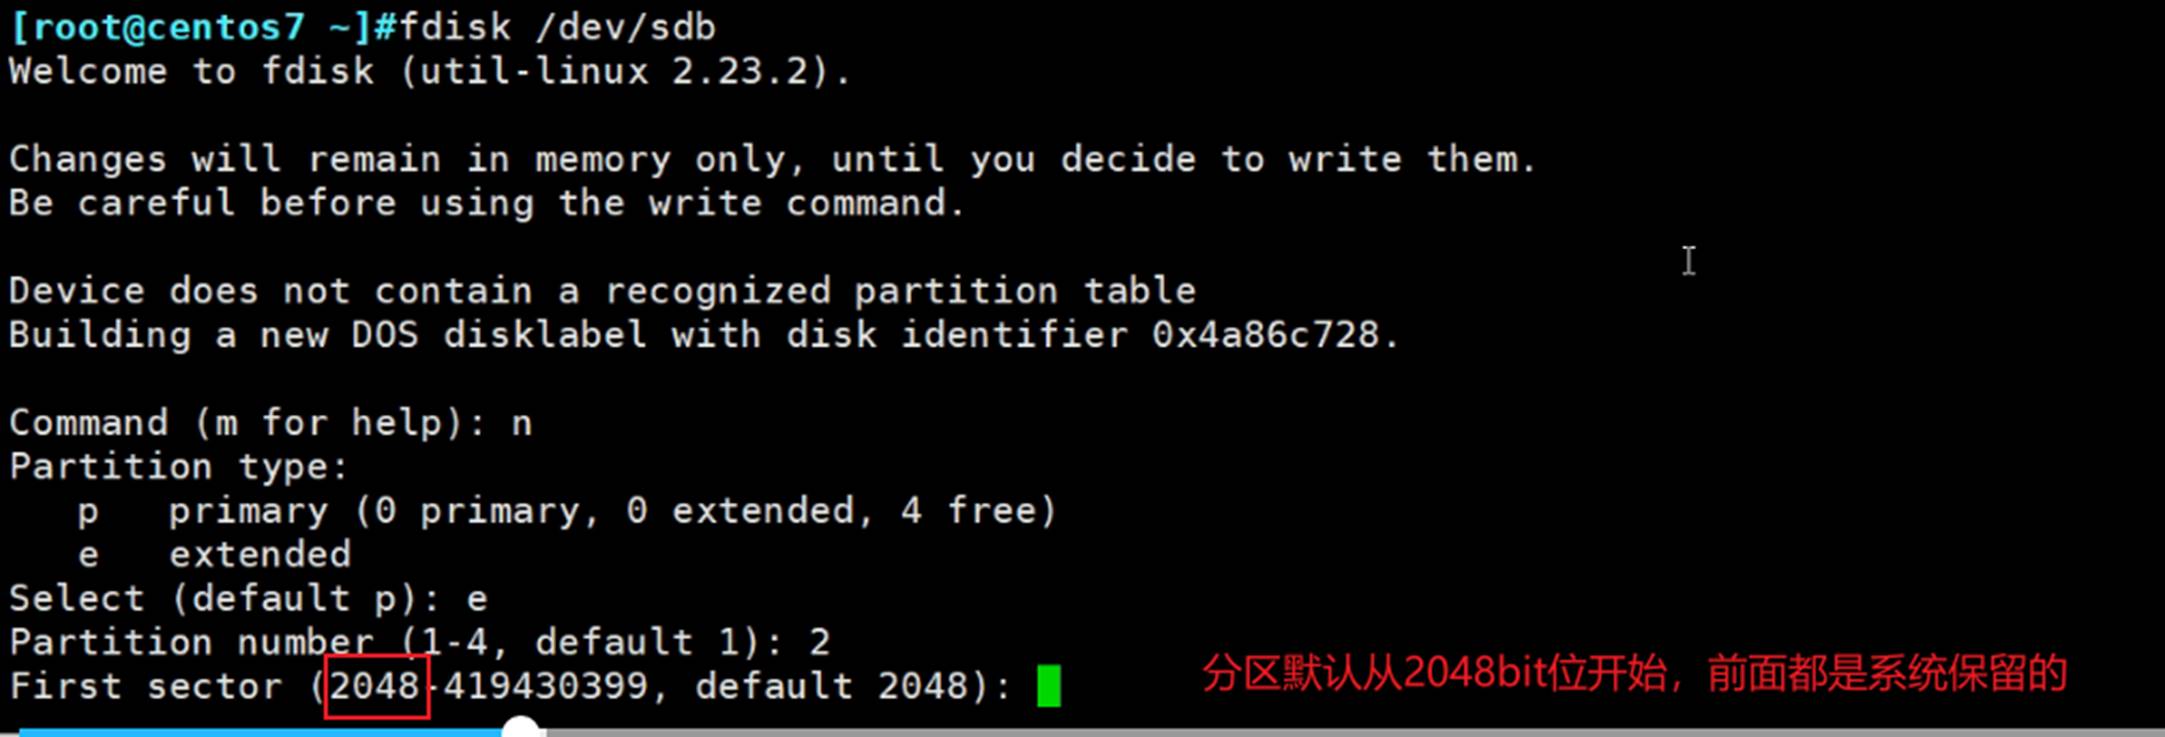 [root@centos7 ~]#fdisk /dev/sdb
Welcome to fdisk (util-linux 2.23.2).
Changes will remain in memory only, until you decide to write them.
Be careful before using the write command.
Device does not contain a recognized partition table
Building a new DOS disklabel with disk identifier 0x4a86c728.
Command (m for help): n
Partition type:
   p   primary (0 primary, 0 extended, 4 free)
   e   extended
Select (default p): e
Partition number (1-4, default 1): 2
First sector (2048-419430399, default 2048):
分区默认从2048bit位开始，前面都是系统保留的